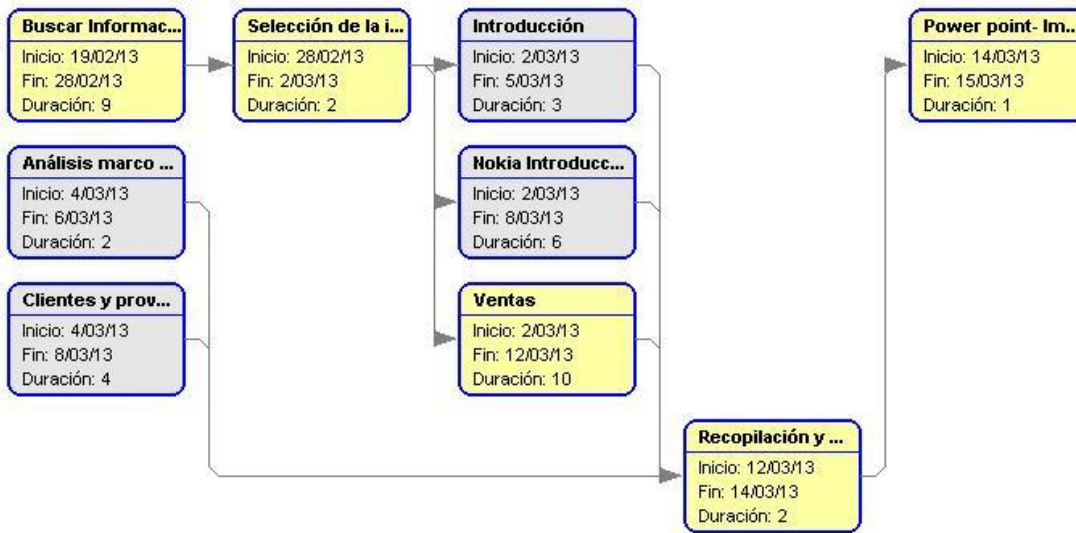 Buscar Informac...
Inicio: 19/02/13
Fin: 28/02/13
Duración: 9
Selección de la i...
Inicio: 28/02/13
Fin: 2/03/13
Duración: 2
Introducción
Inicio: 2/03/13
Fin: 5/03/13
Duración: 3
Power point- Im...
Inicio: 14/03/13
Fin: 15/03/13
Duración: 1
Análisis marco ...
Inicio: 4/03/13
Fin: 6/03/13
Duración: 2
Nokia Introducc...
Inicio: 2/03/13
Fin: 8/03/13
Duración: 6
Clientes y prov...
Inicio: 4/03/13
Fin: 8/03/13
Duración: 4
Ventas
Inicio: 2/03/13
Fin: 12/03/13
Duración: 10
Recopilación y ...
Inicio: 12/03/13
Fin: 14/03/13
Duración: 2